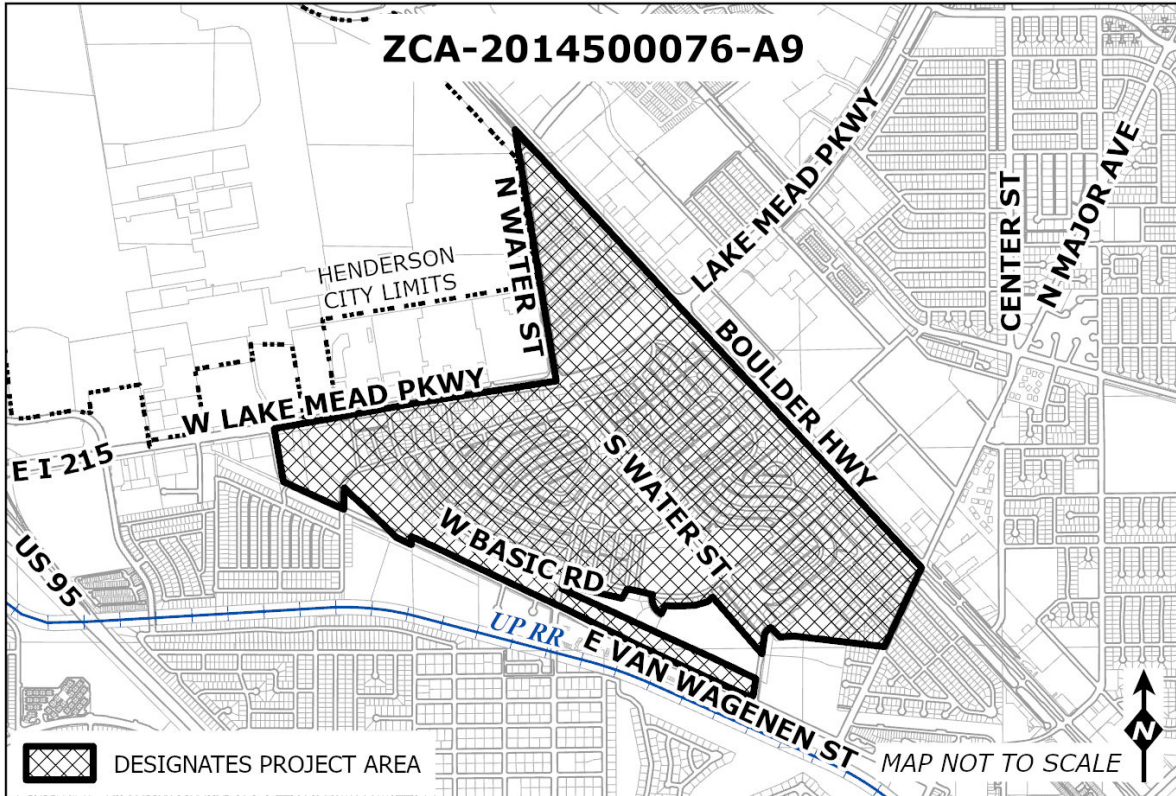 ZCA-2014500076-A9
LAKE MEAD PKWY
N WATER ST
CENTER ST
N MAJOR AVE
HENDERSON
CITY LIMITS
BOULDER HWY
W LAKE MEAD PKWY
E I 215
S WATER ST
US 95
W BASIC RD
UP RR
E VAN WAGENEN ST
DESIGNATES PROJECT AREA
MAP NOT TO SCALE
N